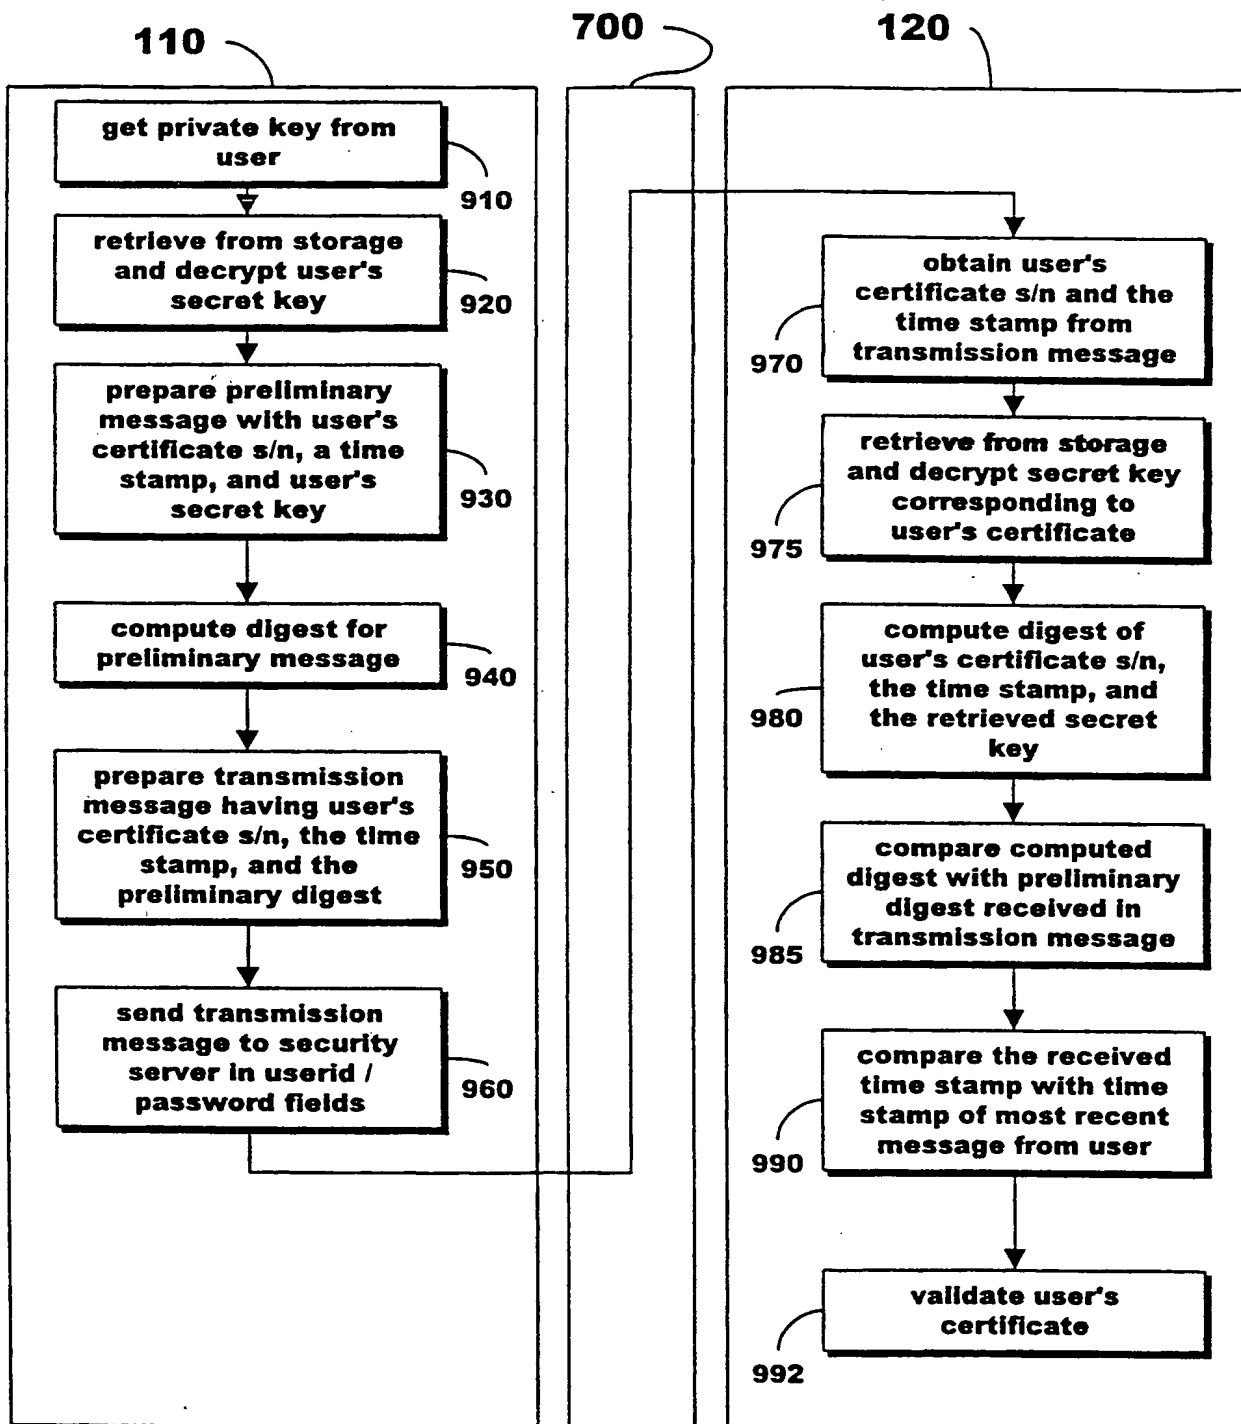 110
700
120
get private key from
user
910
retrieve from storage
and decrypt user's
secret key
920
prepare preliminary
message with user's
certificate s/n, a time
stamp, and user's
secret key
930
compute digest for
preliminary message
940
prepare transmission
message having user's
certificate s/n, the time
stamp, and the
preliminary digest
950
send transmission
message to security
server in userid /
password fields
960
obtain user's
certificate s/n and the
time stamp from
transmission message
970
retrieve from storage
and decrypt secret key
corresponding to
user's certificate
975
compute digest of
user's certificate s/n,
the time stamp, and
the retrieved secret
key
980
compare computed
digest with preliminary
digest received in
transmission message
985
compare the received
time stamp with time
stamp of most recent
message from user
990
validate user's
certificate
992